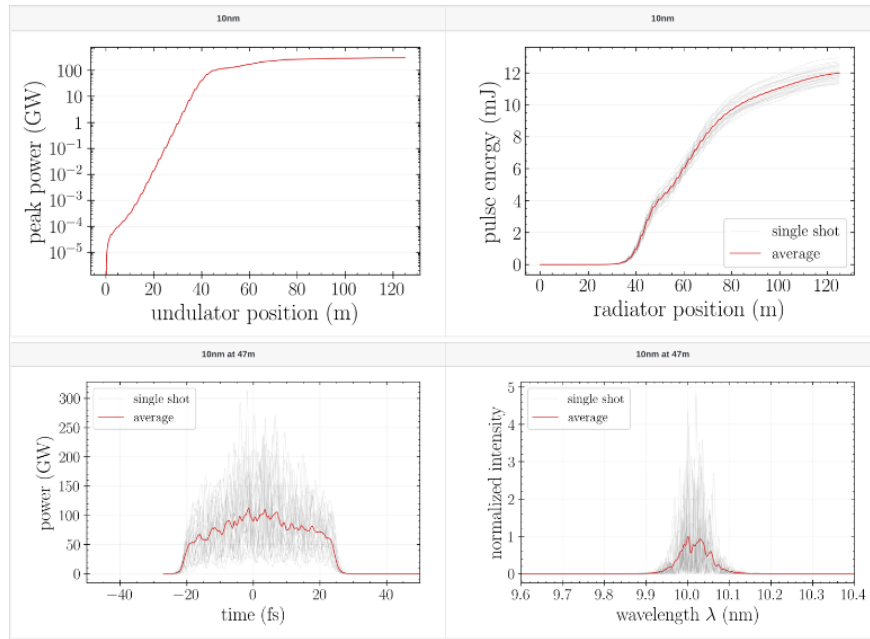 10nm
10nm
peak power (GW)
100
10
1
10⁻¹
10⁻²
10⁻³
10⁻⁴
10⁻⁵
0 20 40 60 80 100 120
undulator position (m)
pulse energy (mJ)
12
10
8
6
4
2
0
single shot
average
0 20 40 60 80 100 120
radiator position (m)
10nm at 47m
10nm at 47m
power (GW)
300
250
200
150
100
50
0
single shot
average
−40 −20 0 20 40
time (fs)
normalized intensity
5
4
3
2
1
0
single shot
average
9.6 9.7 9.8 9.9 10.0 10.1 10.2 10.3 10.4
wavelength λ (nm)